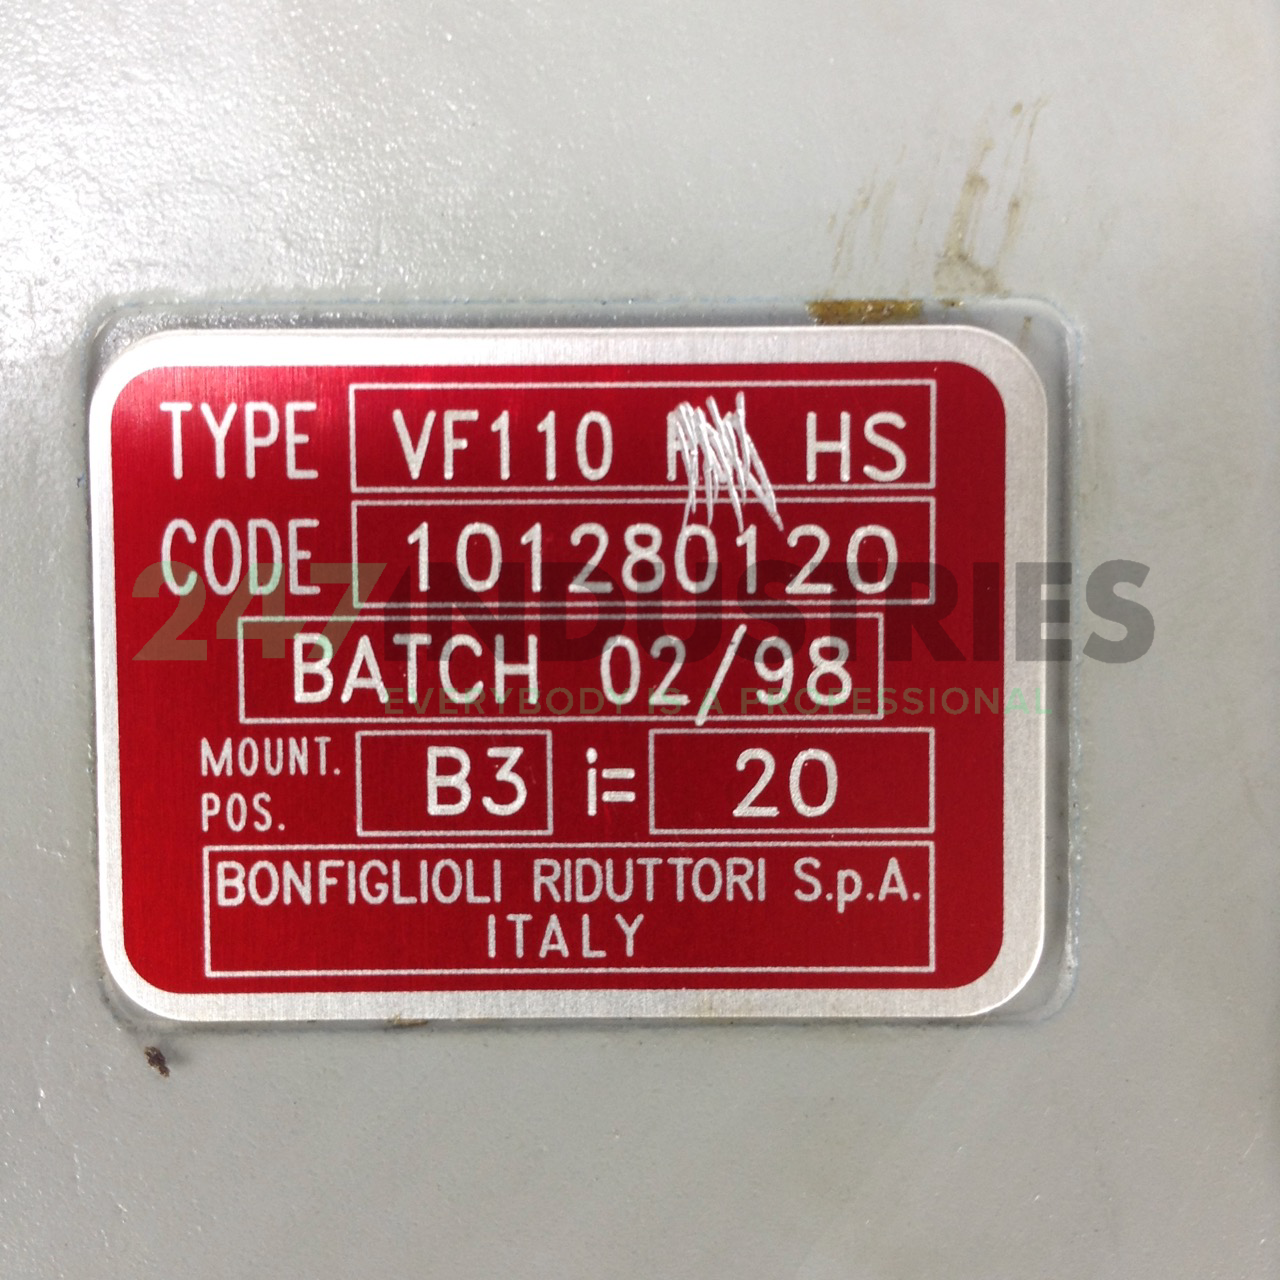 TYPE VF110 HS
CODE 101280120
BATCH 02/98
MOUNT. POS. B3 i= 20
BONFIGLIOLI RIDUTTORI S.p.A.
ITALY
247INDUSTRIES
EVERYBODY IS A PROFESSIONAL